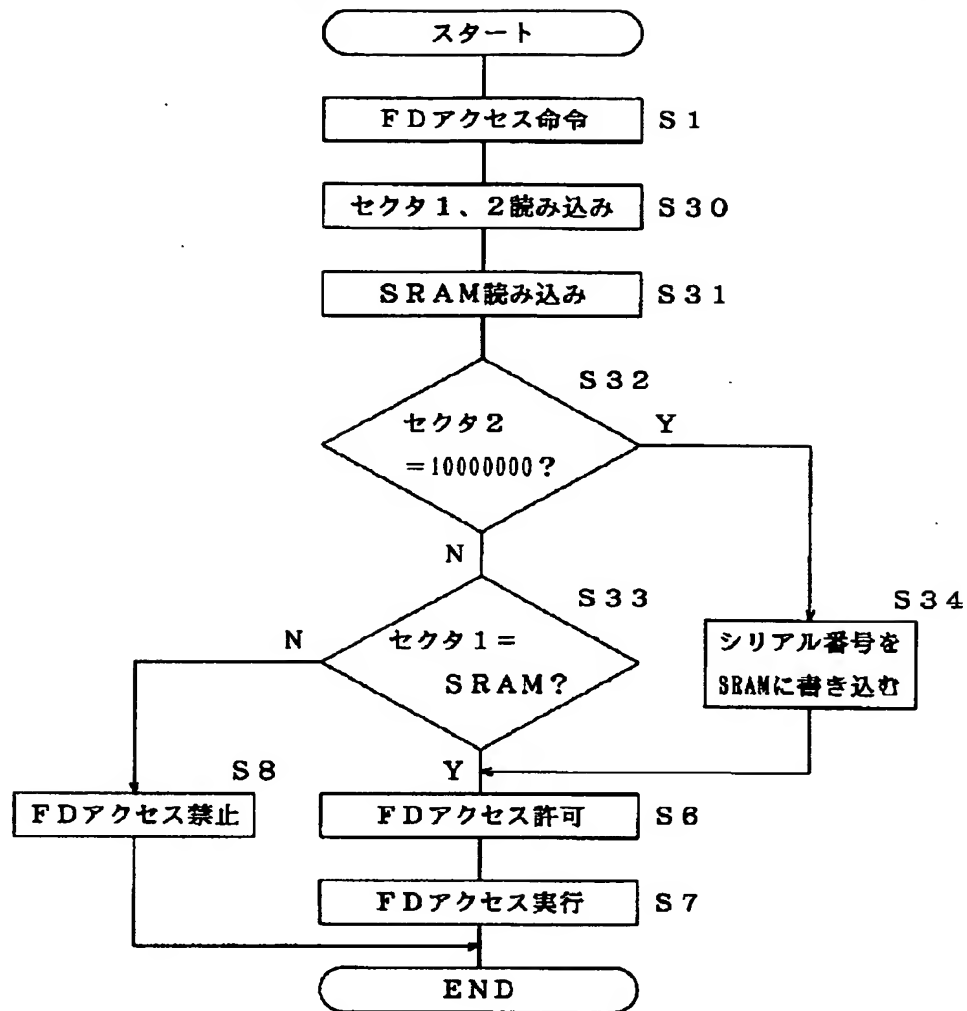 スタート
FDアクセス命令 S1
セクタ1、2読み込み S30
SRAM読み込み S31
S32
セクタ2
=10000000?
Y
N
S33
S34
N
セクタ1=
SRAM?
シリアル番号を
SRAMに書き込む
Y
S8
FDアクセス禁止
FDアクセス許可 S6
FDアクセス実行 S7
END